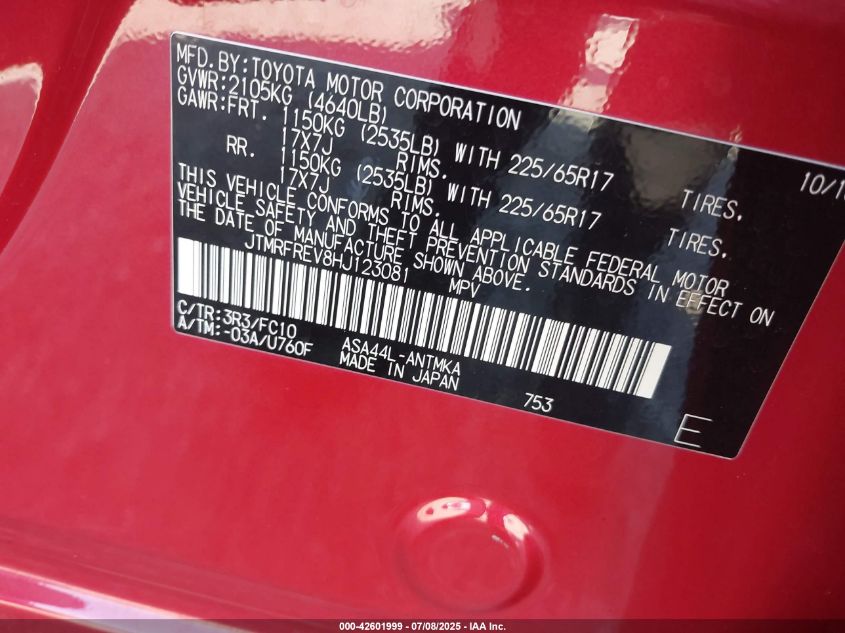 MFD.BY:TOYOTA MOTOR CORPORATION 10/16
GVWR:2105KG (4640LB)
GAWR:FRT. 1150KG (2535LB) WITH 225/65R17 TIRES.
17X7J RIMS.
RR. 1150KG (2535LB) WITH 225/65R17 TIRES.
17X7J RIMS.
THIS VEHICLE CONFORMS TO ALL APPLICABLE FEDERAL MOTOR
VEHICLE SAFETY AND THEFT PREVENTION STANDARDS IN EFFECT ON
THE DATE OF MANUFACTURE SHOWN ABOVE.
JTMRFREV8HJ123081 MPV
C/TR:3R3/FC10
A/TM:-03A/U760F
ASA44L-ANTMKA
MADE IN JAPAN
753
E
000-42601999 - 07/08/2025 - IAA Inc.